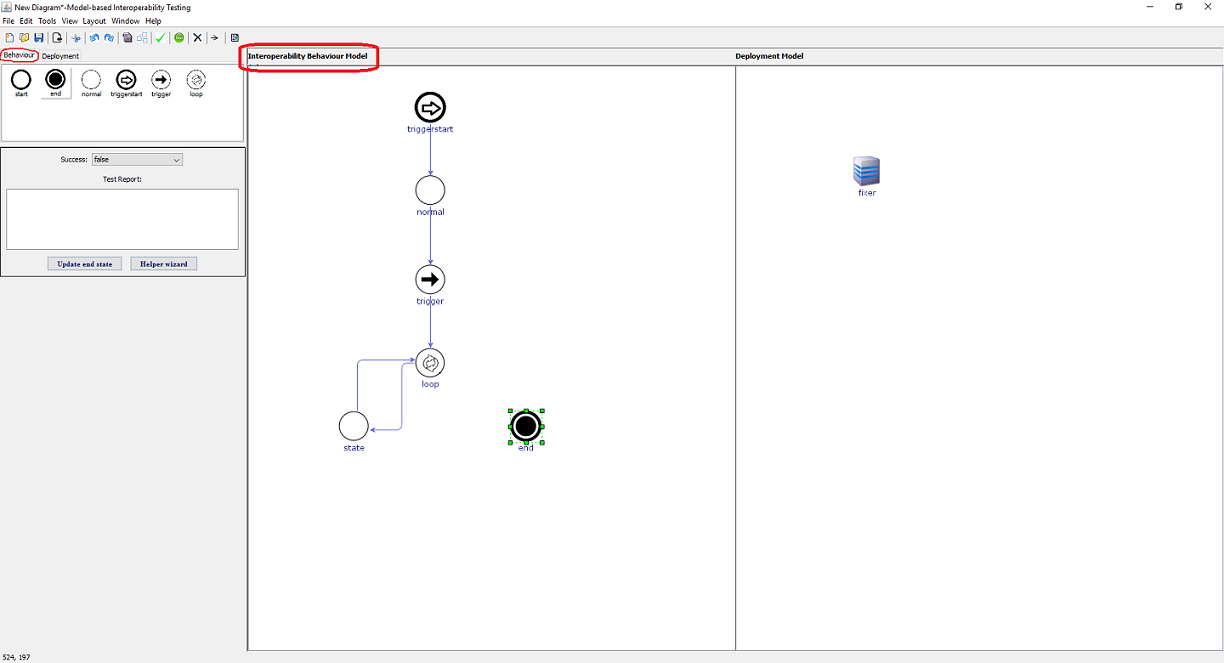 New Diagram*-Model-based Interoperability Testing
File Edit Tools View Layout Window Help
Behaviour Deployment
start end normal triggerstart trigger loop
Success: false
Test Report:
Update end state Helper wizard
Interoperability Behaviour Model
triggerstart
normal
trigger
loop
state
end
Deployment Model
fixer
524, 197